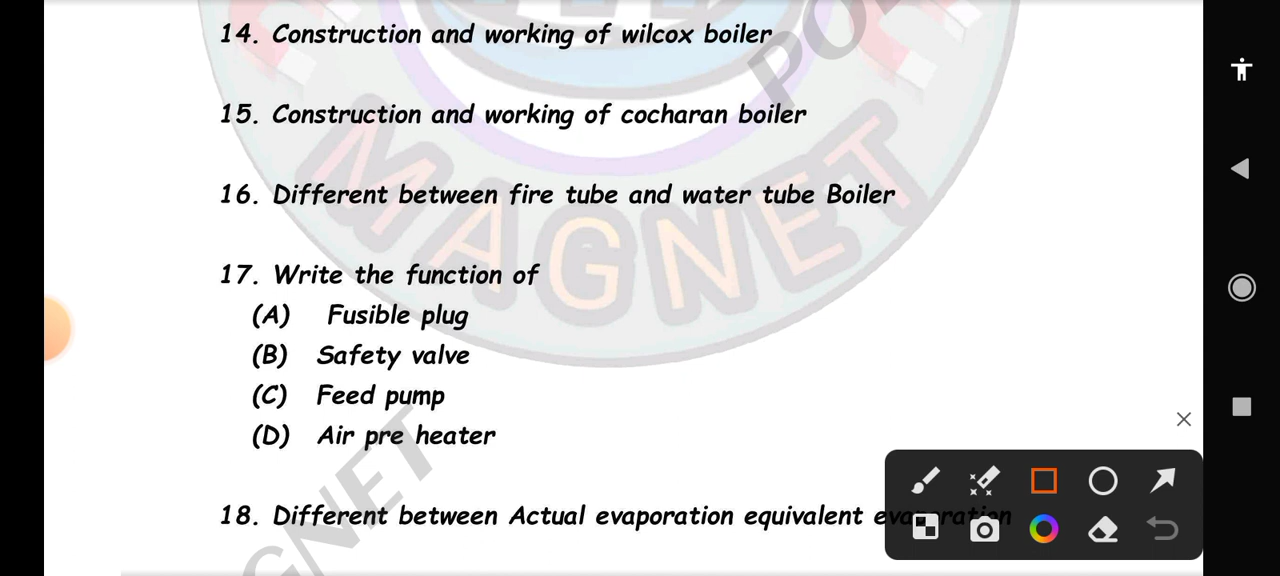 14. Construction and working of wilcox boiler
15. Construction and working of cocharan boiler
16. Different between fire tube and water tube Boiler
17. Write the function of
(A) Fusible plug
(B) Safety valve
(C) Feed pump
(D) Air pre heater
18. Different between Actual evaporation equivalent evaporation
MAGNET